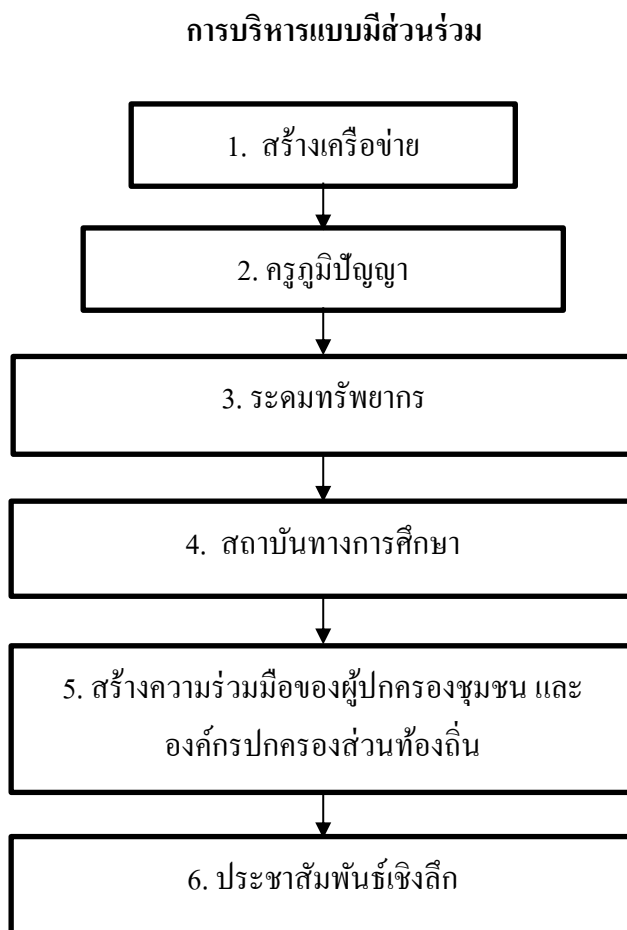 การบริหารแบบมีส่วนร่วม
1. สร้างเครือข่าย
2. ครูภูมิปัญญา
3. ระดมทรัพยากร
4. สถาบันทางการศึกษา
5. สร้างความร่วมมือของผู้ปกครองชุมชน และ
องค์กรปกครองส่วนท้องถิ่น
6. ประชาสัมพันธ์เชิงลึก